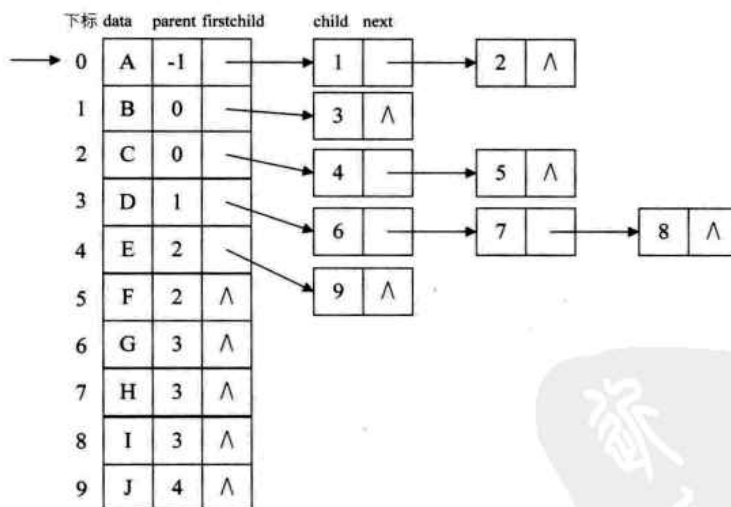 下标 data parent firstchild child next
0 A -1 1 2 Λ
1 B 0 3 Λ
2 C 0 4 5 Λ
3 D 1 6 7 8 Λ
4 E 2 9 Λ
5 F 2 Λ
6 G 3 Λ
7 H 3 Λ
8 I 3 Λ
9 J 4 Λ